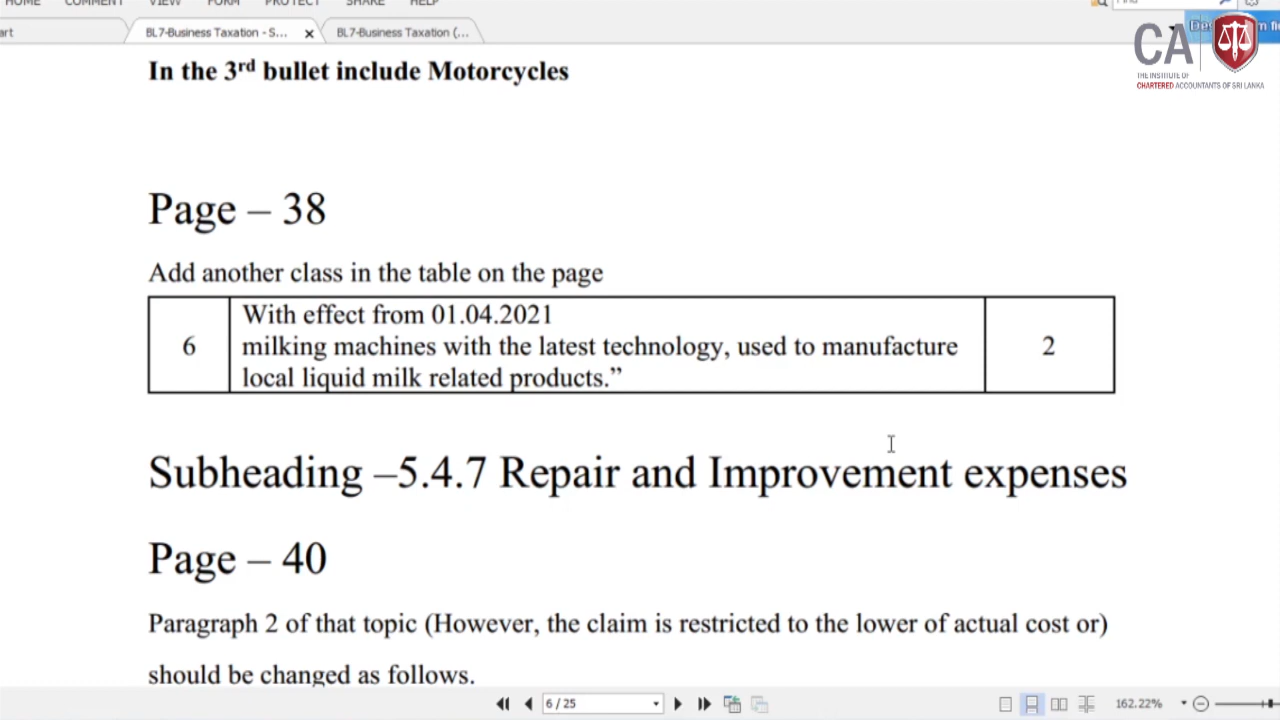 HOME COMMENT VIEW FORM PROTECT SHARE HELP Find
art BL7-Business Taxation - S... BL7-Business Taxation (...
CA
THE INSTITUTE OF
CHARTERED ACCOUNTANTS OF SRI LANKA
In the 3rd bullet include Motorcycles
Page – 38
Add another class in the table on the page
6
With effect from 01.04.2021
milking machines with the latest technology, used to manufacture
local liquid milk related products.”
2
Subheading –5.4.7 Repair and Improvement expenses
Page – 40
Paragraph 2 of that topic (However, the claim is restricted to the lower of actual cost or)
should be changed as follows.
6 / 25
162.22%